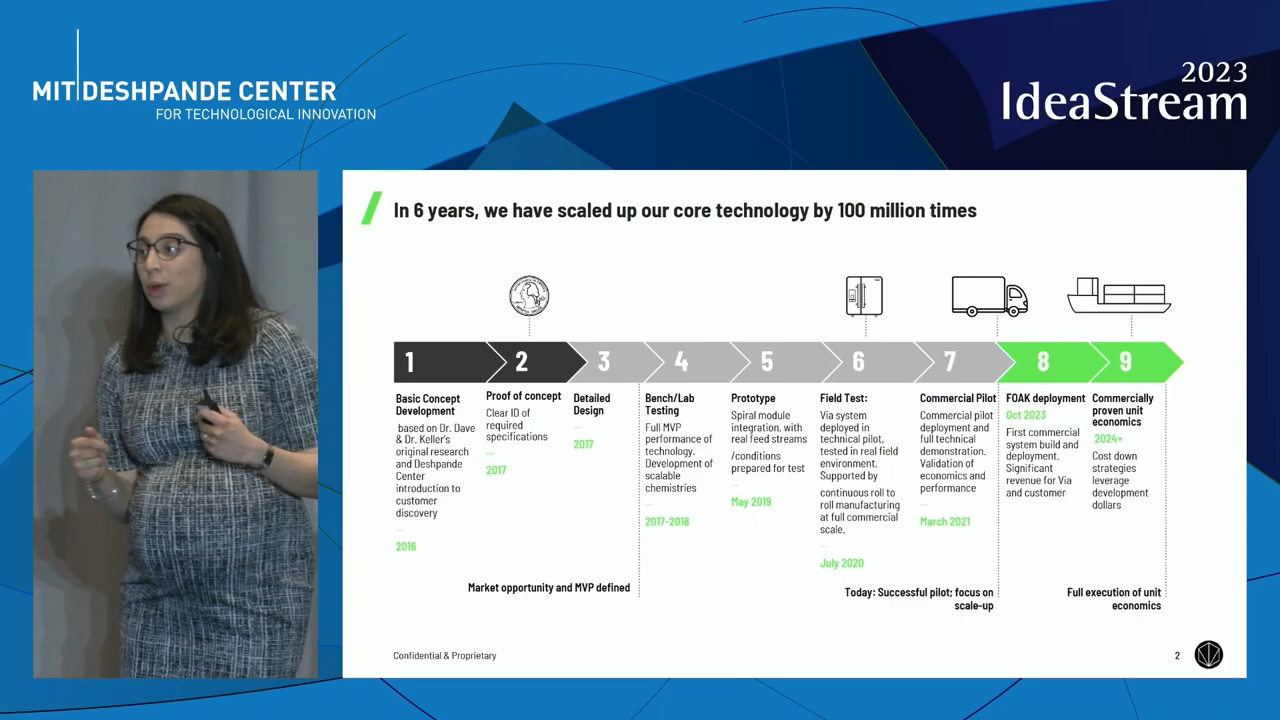 MIT DESHPANDE CENTER
FOR TECHNOLOGICAL INNOVATION
2023
IdeaStream
In 6 years, we have scaled up our core technology by 100 million times
1
2
3
4
5
6
7
8
9
Basic Concept
Development
based on Dr. Dave
& Dr. Keller's
original research
and Deshpande
Center
introduction to
customer
discovery
2016
Proof of concept
Clear ID of
required
specifications
2017
Detailed
Design
2017
Bench/Lab
Testing
Full MVP
performance of
technology.
Development of
scalable
chemistries
2017-2018
Prototype
Spiral module
integration, with
real feed streams
/conditions
prepared for test
May 2019
Field Test:
Via system
deployed in
technical pilot,
tested in real field
environment.
Supported by
continuous roll to
roll manufacturing
at full commercial
scale.
July 2020
Commercial Pilot
Commercial pilot
deployment and
full technical
demonstration.
Validation of
economics and
performance
March 2021
FOAK deployment
Oct 2023
First commercial
system build and
deployment.
Significant
revenue for Via
and customer
Commercially
proven unit
economics
2024+
Cost down
strategies
leverage
development
dollars
Market opportunity and MVP defined
Today: Successful pilot; focus on
scale-up
Full execution of unit
economics
Confidential & Proprietary
2